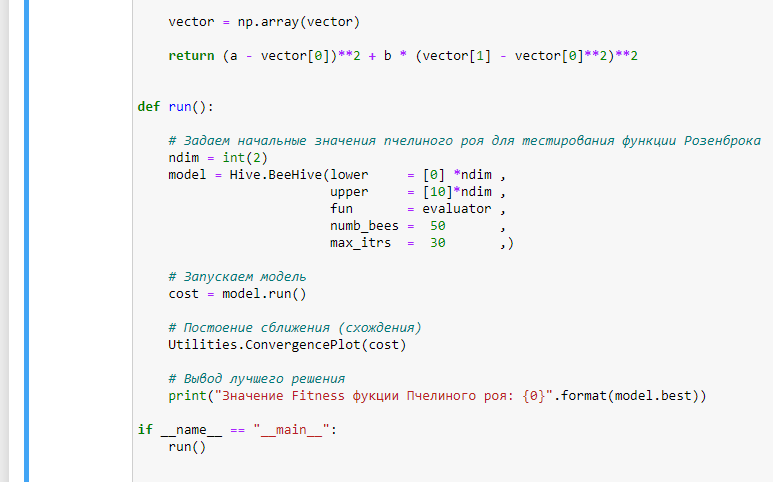 vector = np.array(vector)
return (a - vector[0])**2 + b * (vector[1] - vector[0]**2)**2
def run():
# Задаем начальные значения пчелиного роя для тестирования функции Розенброка
ndim = int(2)
model = Hive.BeeHive(lower = [0] *ndim ,
upper = [10]*ndim ,
fun = evaluator ,
numb_bees = 50 ,
max_itrs = 30 ,)
# Запускаем модель
cost = model.run()
# Постоение сближения (схождения)
Utilities.ConvergencePlot(cost)
# Вывод лучшего решения
print("Значение Fitness фукции Пчелиного роя: {0}".format(model.best))
if __name__ == "__main__":
run()